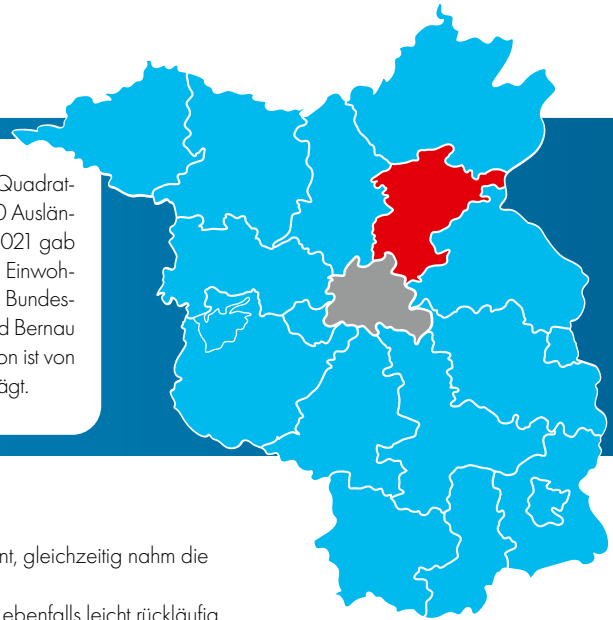 Quadrat-
0 Auslän-
021 gab
Einwoh-
Bundes-
d Bernau
on ist von
ägt.
nt, gleichzeitig nahm die
ebenfalls leicht rückläufig